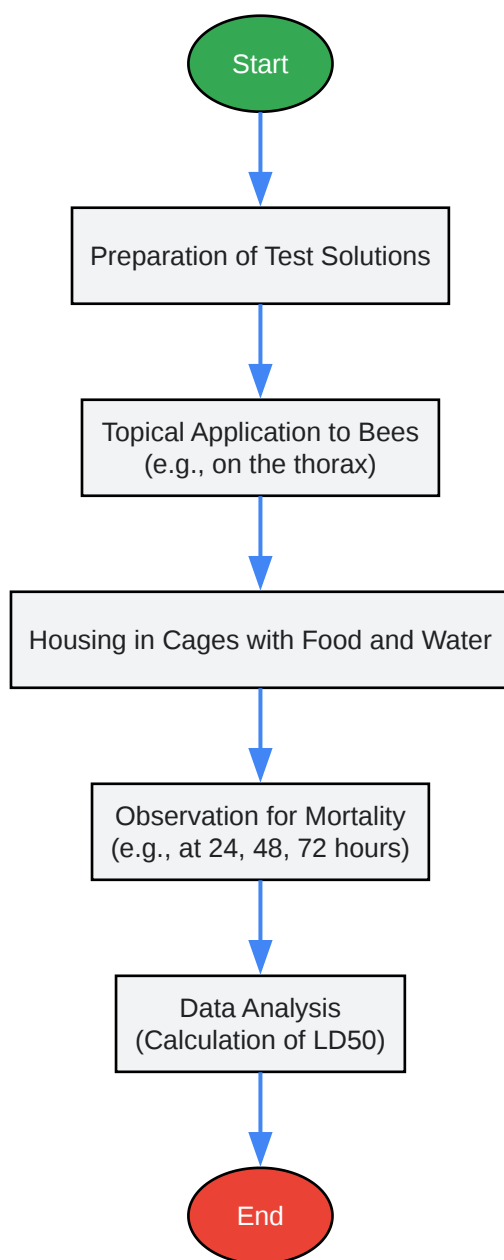 Start
Preparation of Test Solutions
Topical Application to Bees
(e.g., on the thorax)
Housing in Cages with Food and Water
Observation for Mortality
(e.g., at 24, 48, 72 hours)
Data Analysis
(Calculation of LD50)
End